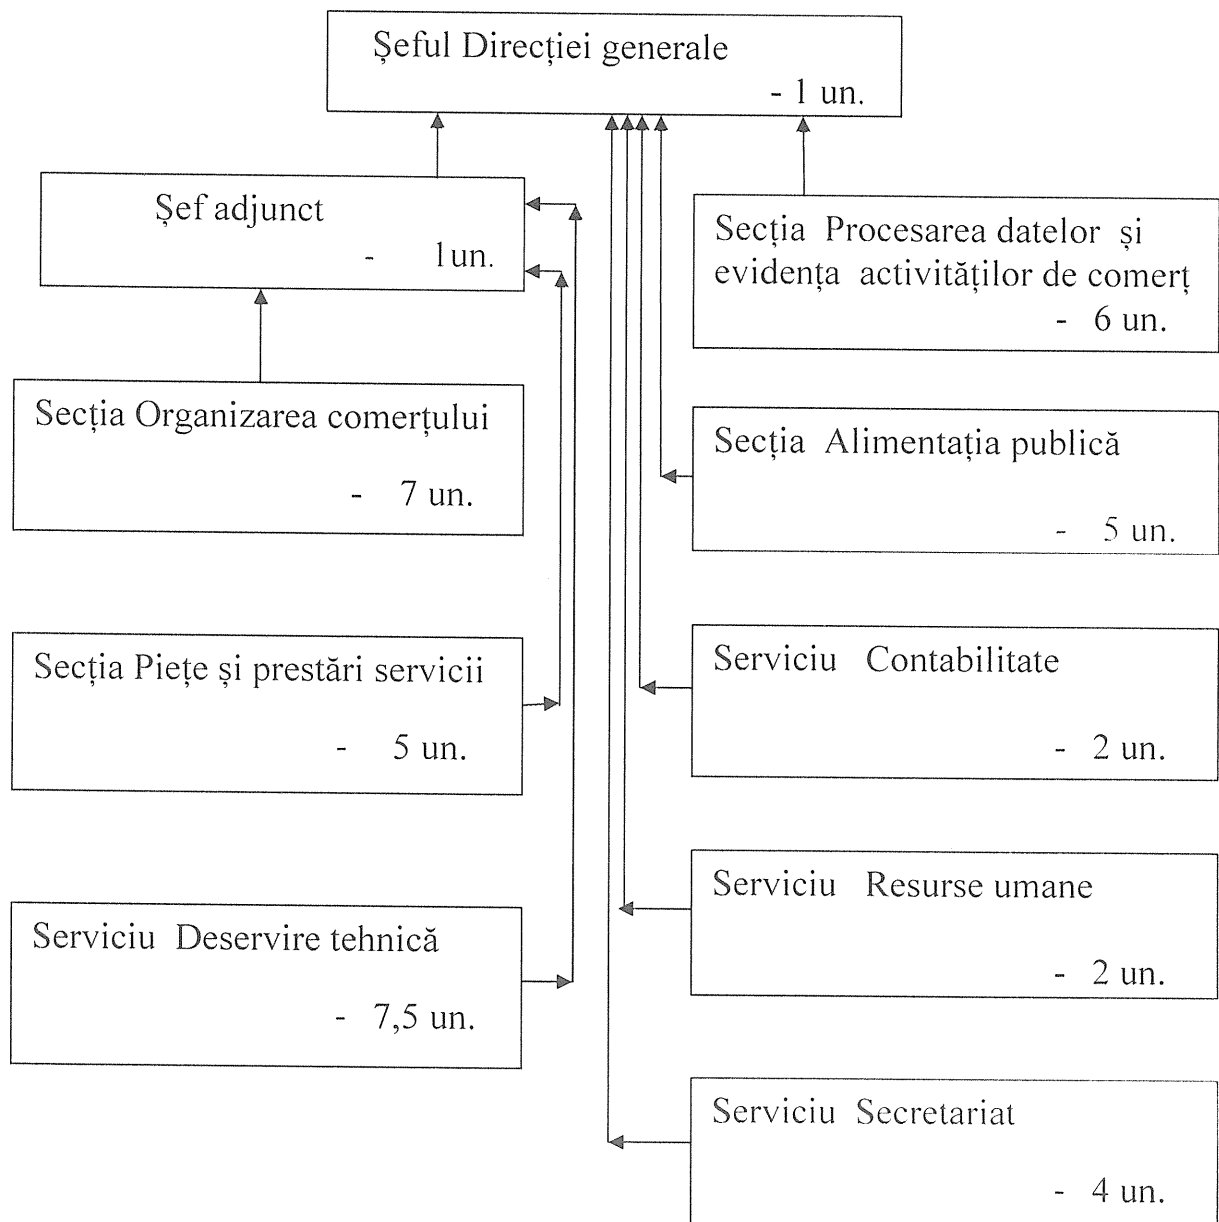 Șeful Direcției generale
- 1 un.
Șef adjunct
- 1un.
Secția Organizarea comerțului
- 7 un.
Secția Piețe și prestări servicii
- 5 un.
Serviciu Deservire tehnică
- 7,5 un.
Secția Procesarea datelor și
evidența activităților de comerț
- 6 un.
Secția Alimentația publică
- 5 un.
Serviciu Contabilitate
- 2 un.
Serviciu Resurse umane
- 2 un.
Serviciu Secretariat
- 4 un.